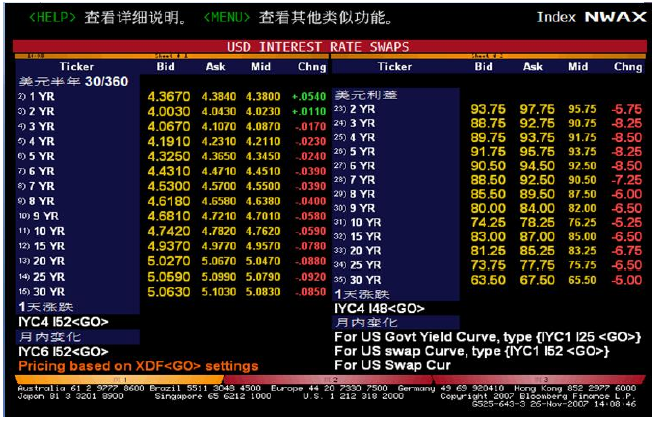 <HELP> 查看详细说明。 <MENU> 查看其他类似功能。 Index NWAX
USD INTEREST RATE SWAPS
Ticker Bid Ask Mid Chng
美元半年 30/360
2) 1 YR 4.3670 4.3840 4.3800 +.0540
3) 2 YR 4.0030 4.0430 4.0230 +.0110
4) 3 YR 4.0670 4.1070 4.0870 -.0170
5) 4 YR 4.1910 4.2310 4.2110 -.0230
6) 5 YR 4.3250 4.3650 4.3450 -.0240
7) 6 YR 4.4310 4.4710 4.4510 -.0390
8) 7 YR 4.5300 4.5700 4.5500 -.0390
9) 8 YR 4.6180 4.6580 4.6380 -.0400
10) 9 YR 4.6810 4.7210 4.7010 -.0580
11) 10 YR 4.7420 4.7820 4.7620 -.0590
12) 15 YR 4.9370 4.9770 4.9570 -.0780
13) 20 YR 5.0270 5.0670 5.0470 -.0880
14) 25 YR 5.0590 5.0990 5.0790 -.0920
15) 30 YR 5.0630 5.1030 5.0830 -.0850
1天涨跌
IYC4 I52<GO>
月内变化
IYC6 I52<GO>
Pricing based on XDF<GO> settings
Ticker Bid Ask Mid Chng
美元利差
23) 2 YR 93.75 97.75 95.75 -5.75
24) 3 YR 88.75 92.75 90.75 -8.25
25) 4 YR 89.75 93.75 91.75 -8.50
26) 5 YR 91.75 95.75 93.75 -8.25
27) 6 YR 90.50 94.50 92.50 -8.50
28) 7 YR 88.50 92.50 90.50 -7.25
29) 8 YR 85.50 89.50 87.50 -6.00
30) 9 YR 80.00 84.00 82.00 -6.50
31) 10 YR 74.25 78.25 76.25 -5.25
32) 15 YR 83.00 87.00 85.00 -6.50
33) 20 YR 81.25 85.25 83.25 -5.75
34) 25 YR 73.75 77.75 75.75 -6.50
35) 30 YR 63.50 67.50 65.50 -5.00
1天涨跌
IYC4 I48<GO>
月内变化
For US Govt Yield Curve, type {IYC1 I25 <GO>}
For US swap Curve, type {IYC1 I52 <GO>}
For US Swap Cur
Australia 61 2 9777 8600 Brazil 5511 3048 4500 Europe 44 20 7330 7500 Germany 49 69 920410 Hong Kong 852 2977 6000
Japan 81 3 3201 8900 Singapore 65 6212 1000 U.S. 1 212 318 2000 Copyright 2007 Bloomberg Finance L.P.
G525-643-3 26-Nov-2007 14:08:46